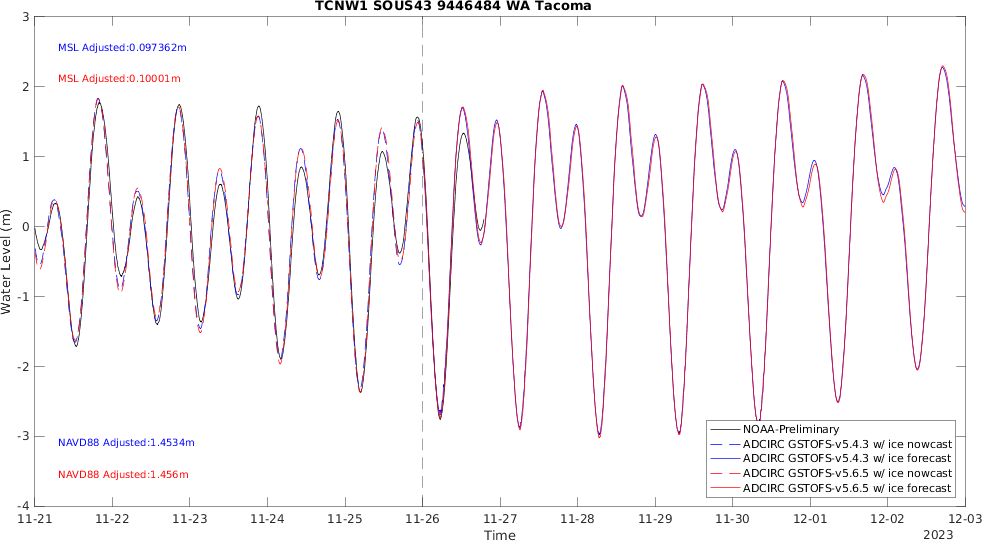 TCNW1 SOUS43 9446484 WA Tacoma
3
MSL Adjusted:0.097362m
MSL Adjusted:0.10001m
2
1
0
Water Level (m)
-1
-2
-3
NAVD88 Adjusted:1.4534m
NAVD88 Adjusted:1.456m
-4
NOAA-Preliminary
ADCIRC GSTOFS-v5.4.3 w/ ice nowcast
ADCIRC GSTOFS-v5.4.3 w/ ice forecast
ADCIRC GSTOFS-v5.6.5 w/ ice nowcast
ADCIRC GSTOFS-v5.6.5 w/ ice forecast
11-21 11-22 11-23 11-24 11-25 11-26 11-27 11-28 11-29 11-30 12-01 12-02 12-03
Time
2023